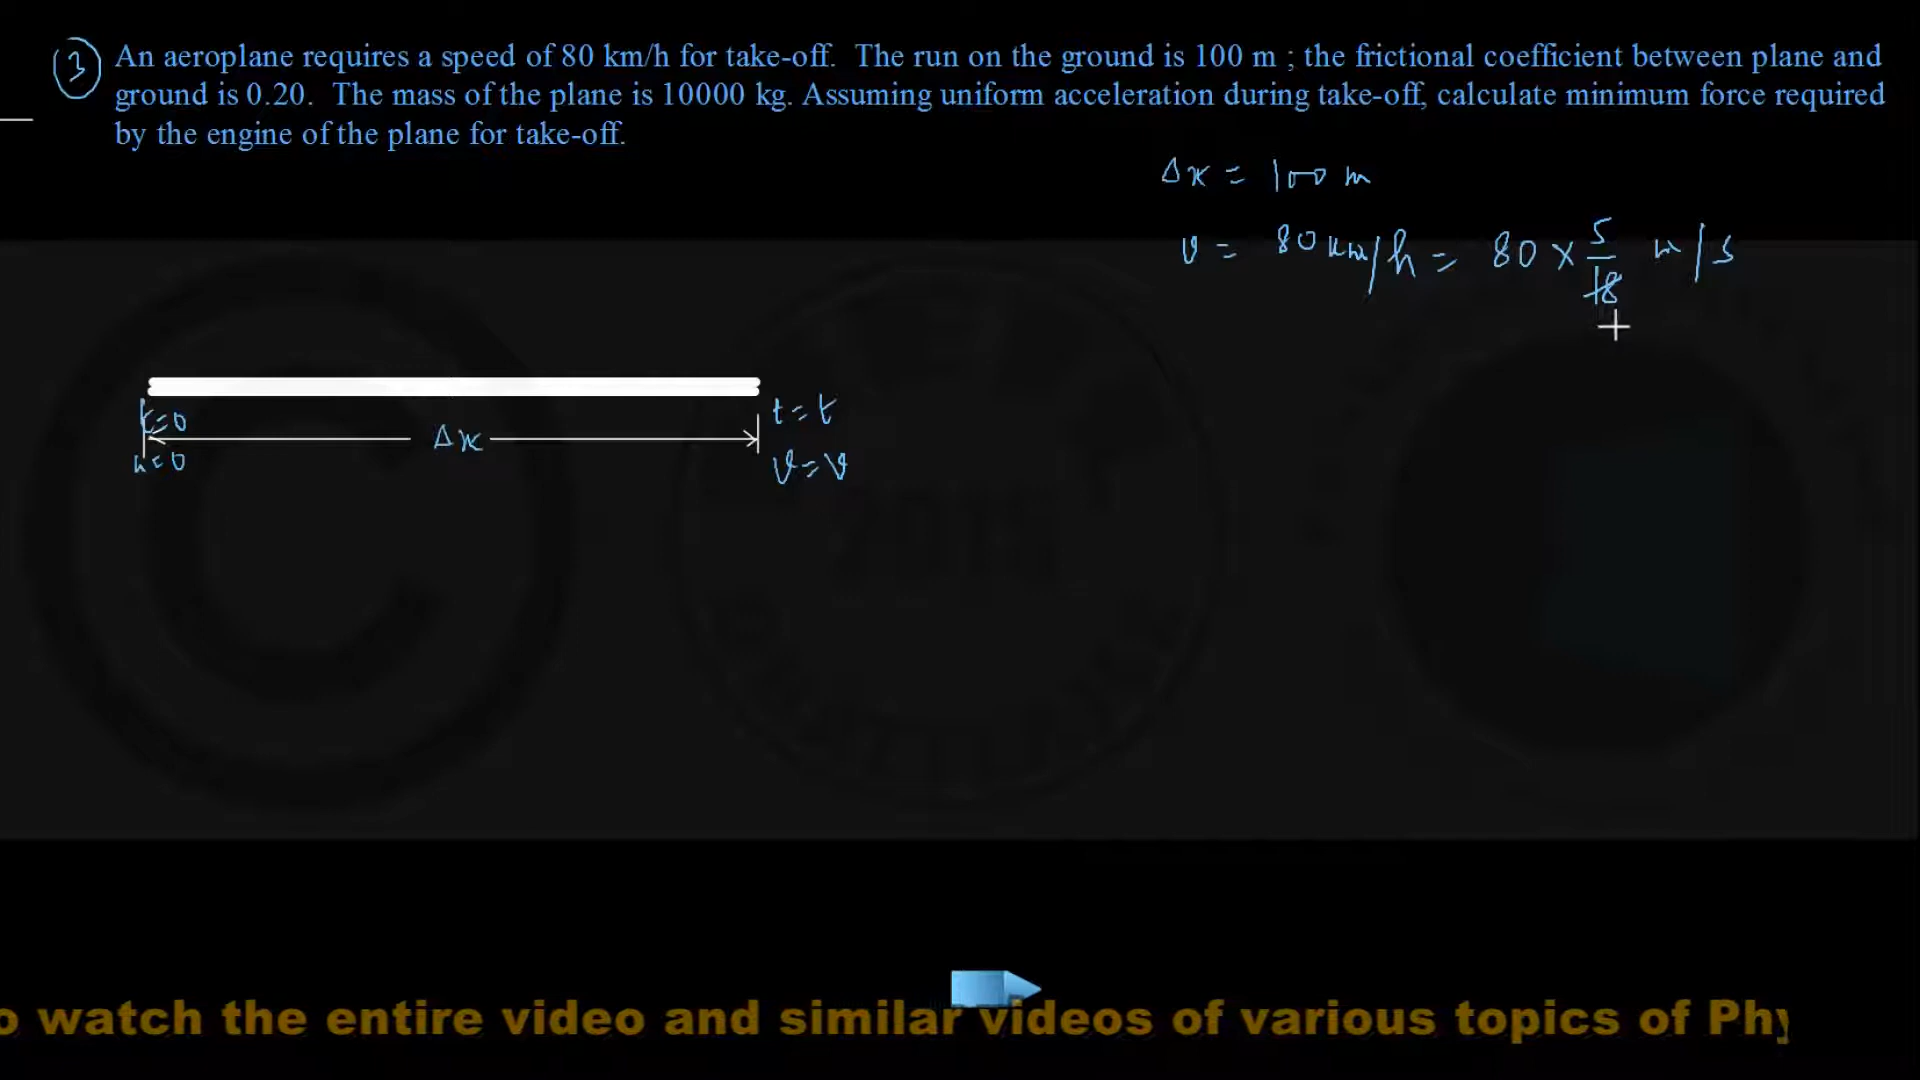 3 An aeroplane requires a speed of 80 km/h for take-off. The run on the ground is 100 m ; the frictional coefficient between plane and
ground is 0.20. The mass of the plane is 10000 kg. Assuming uniform acceleration during take-off, calculate minimum force required
by the engine of the plane for take-off.
Δx = 100 m
v = 80 km/h = 80 × 5/18 m/s
t=0
u=0
Δx
t=t
v=v
o watch the entire video and similar videos of various topics of Phy